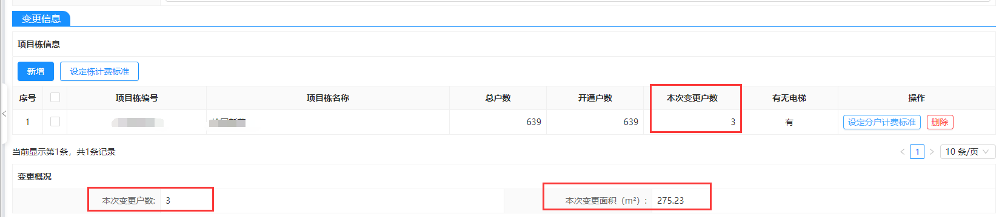 变更信息
项目栋信息
新增 设定栋计费标准
序号 项目栋编号 项目栋名称 总户数 开通户数 本次变更户数 有无电梯 操作
1 639 639 3 有 设定分户计费标准 删除
当前显示第1条，共1条记录 < 1 > 10 条/页
变更概况
本次变更户数: 3 本次变更面积（m²）: 275.23